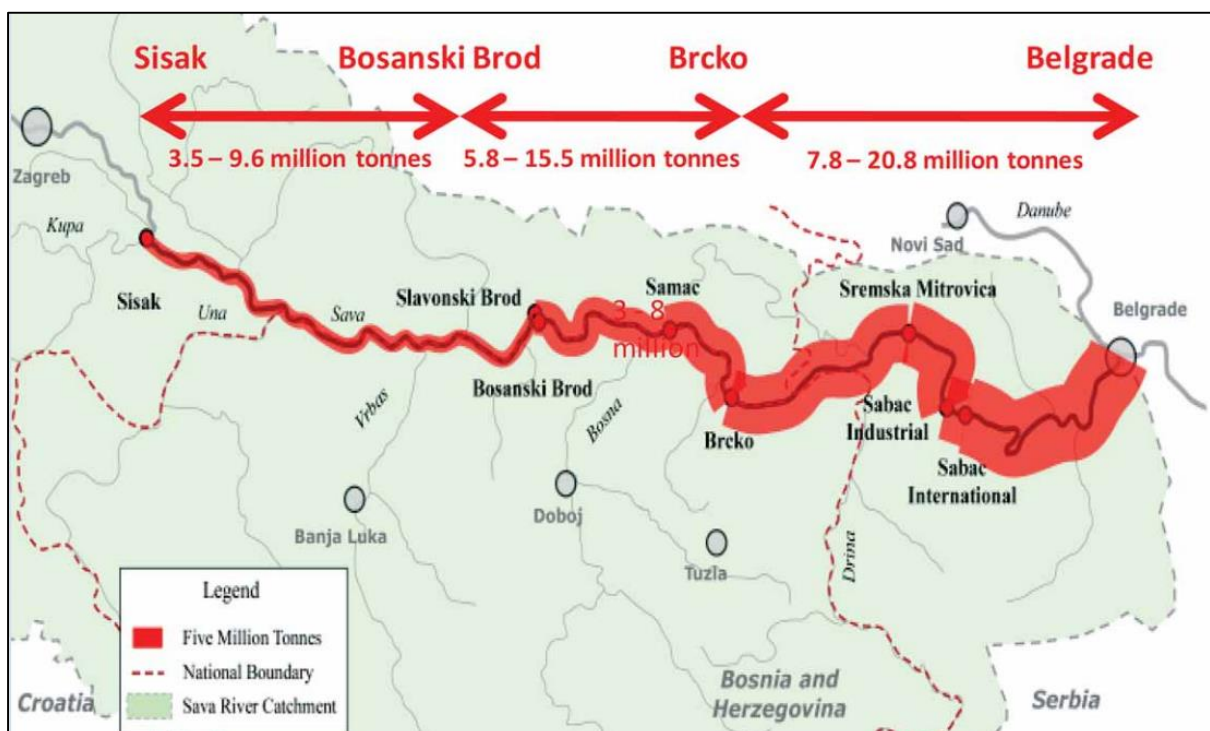 Sisak
Bosanski Brod
Brcko
Belgrade
3.5 – 9.6 million tonnes
5.8 – 15.5 million tonnes
7.8 – 20.8 million tonnes
Zagreb
Kupa
Danube
Novi Sad
Sisak
Una
Sava
Slavonski Brod
Samac
3 - 8
million
Sremska Mitrovica
Belgrade
Bosanski Brod
Vrbas
Bosna
Brcko
Sabac
Industrial
Sabac
International
Banja Luka
Doboj
Tuzla
Drina
Legend
Five Million Tonnes
National Boundary
Sava River Catchment
Croatia
Bosnia and
Herzegovina
Serbia